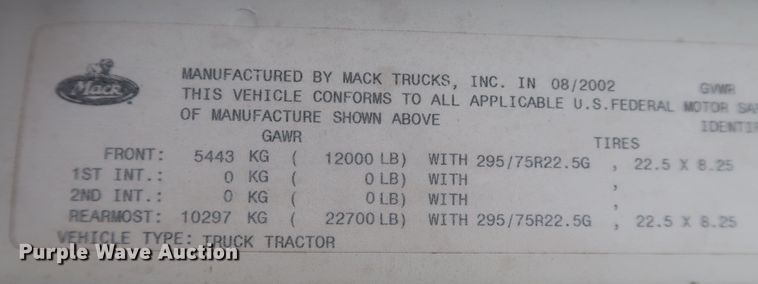 Mack
MANUFACTURED BY MACK TRUCKS, INC. IN 08/2002 GVWR
THIS VEHICLE CONFORMS TO ALL APPLICABLE U.S.FEDERAL MOTOR
OF MANUFACTURE SHOWN ABOVE
GAWR TIRES
FRONT: 5443 KG ( 12000 LB) WITH 295/75R22.5G , 22.5 X 8.25
1ST INT.: 0 KG ( 0 LB) WITH ,
2ND INT.: 0 KG ( 0 LB) WITH ,
REARMOST: 10297 KG ( 22700 LB) WITH 295/75R22.5G , 22.5 X 8.25
VEHICLE TYPE: TRUCK TRACTOR
Purple Wave Auction